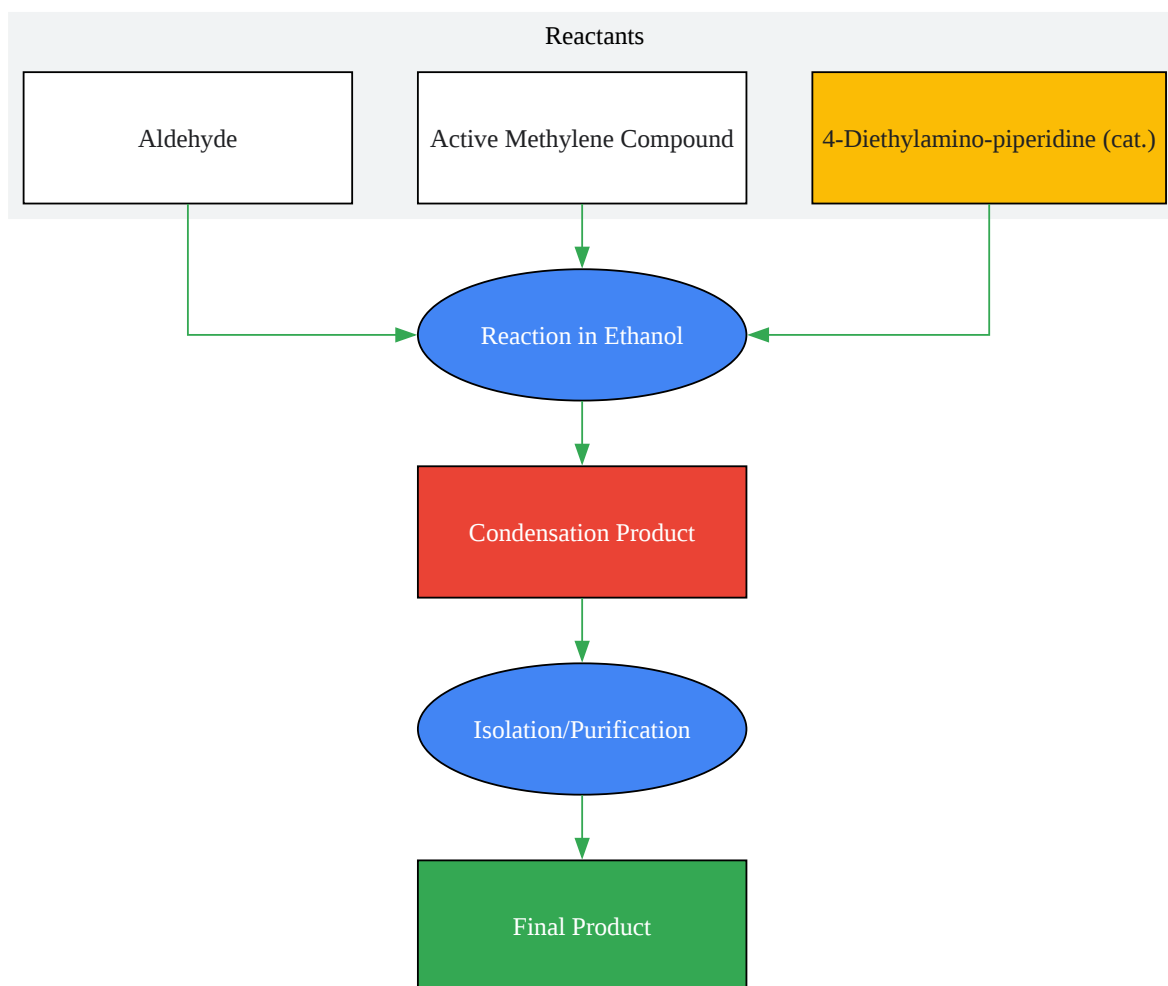 Reactants
Aldehyde
Active Methylene Compound
4-Diethylamino-piperidine (cat.)
Reaction in Ethanol
Condensation Product
Isolation/Purification
Final Product